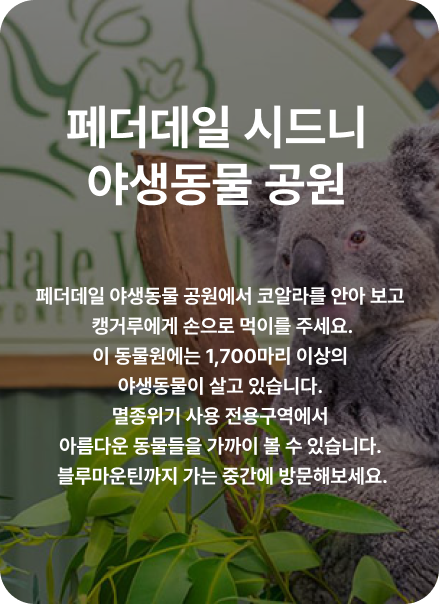 페더데일 시드니
야생동물 공원
dale W
YDNEY
페더데일 야생동물 공원에서 코알라를 안아 보고
캥거루에게 손으로 먹이를 주세요.
이 동물원에는 1,700마리 이상의
야생동물이 살고 있습니다.
멸종위기 사용 전용구역에서
아름다운 동물들을 가까이 볼 수 있습니다.
블루마운틴까지 가는 중간에 방문해보세요.